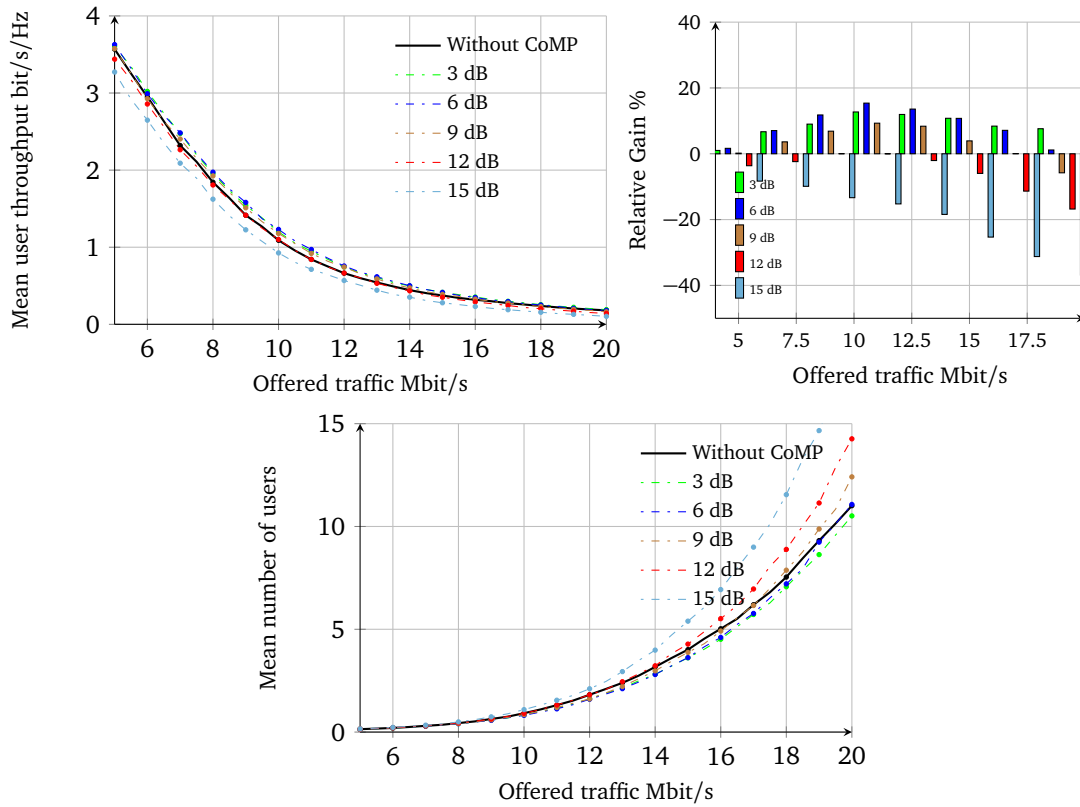 Mean user throughput bit/s/Hz
4
3
2
1
0
6 8 10 12 14 16 18 20
Offered traffic Mbit/s
Without CoMP
3 dB
6 dB
9 dB
12 dB
15 dB
Relative Gain %
40
20
0
−20
−40
3 dB
6 dB
9 dB
12 dB
15 dB
5 7.5 10 12.5 15 17.5
Offered traffic Mbit/s
Mean number of users
15
10
5
0
6 8 10 12 14 16 18 20
Offered traffic Mbit/s
Without CoMP
3 dB
6 dB
9 dB
12 dB
15 dB